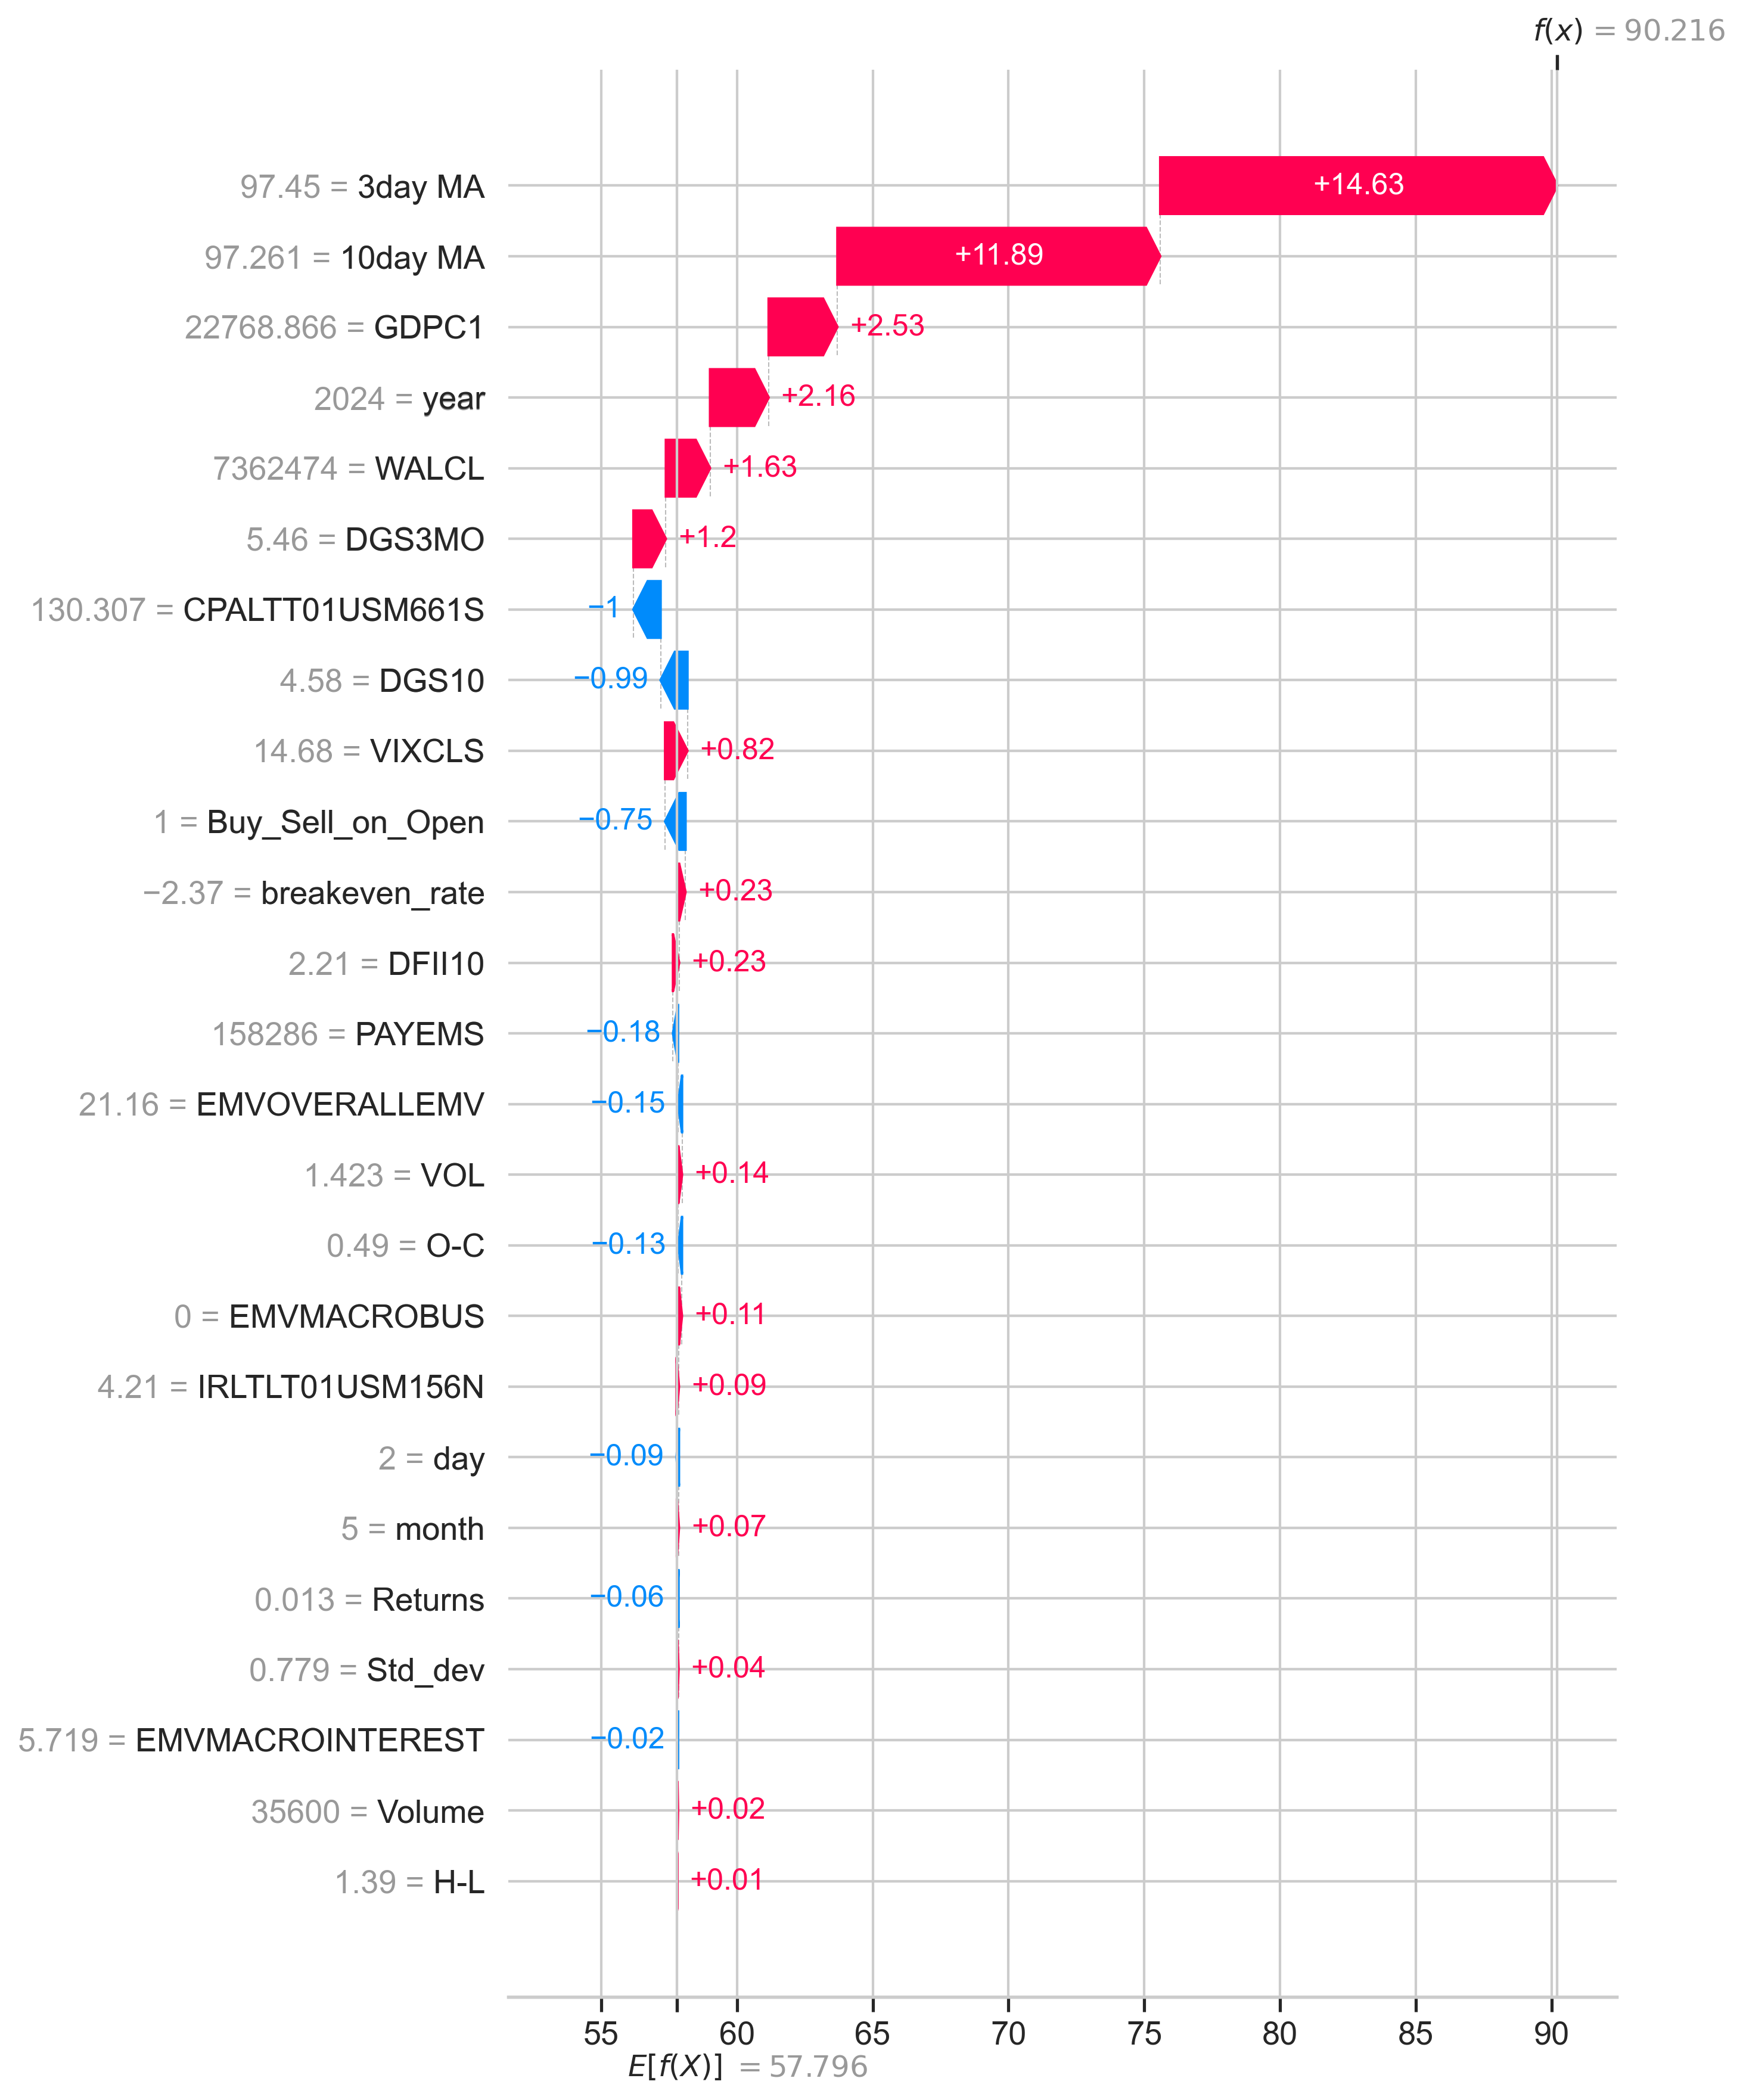 f(x) = 90.216
97.45 = 3day MA +14.63
97.261 = 10day MA +11.89
22768.866 = GDPC1 +2.53
2024 = year +2.16
7362474 = WALCL +1.63
5.46 = DGS3MO +1.2
130.307 = CPALTT01USM661S −1
4.58 = DGS10 −0.99
14.68 = VIXCLS +0.82
1 = Buy_Sell_on_Open −0.75
−2.37 = breakeven_rate +0.23
2.21 = DFII10 +0.23
158286 = PAYEMS −0.18
21.16 = EMVOVERALLEMV −0.15
1.423 = VOL +0.14
0.49 = O-C −0.13
0 = EMVMACROBUS +0.11
4.21 = IRLTLT01USM156N +0.09
2 = day −0.09
5 = month +0.07
0.013 = Returns −0.06
0.779 = Std_dev +0.04
5.719 = EMVMACROINTEREST −0.02
35600 = Volume +0.02
1.39 = H-L +0.01
55 60 65 70 75 80 85 90
E[f(X)] = 57.796